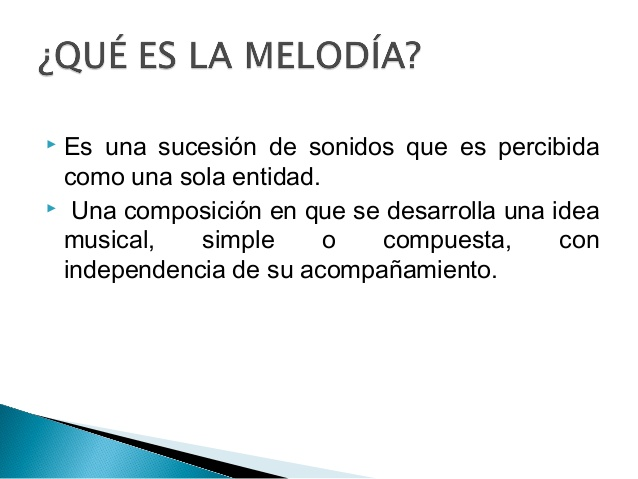 ¿QUÉ ES LA MELODÍA?
Es una sucesión de sonidos que es percibida
como una sola entidad.
Una composición en que se desarrolla una idea
musical, simple o compuesta, con
independencia de su acompañamiento.